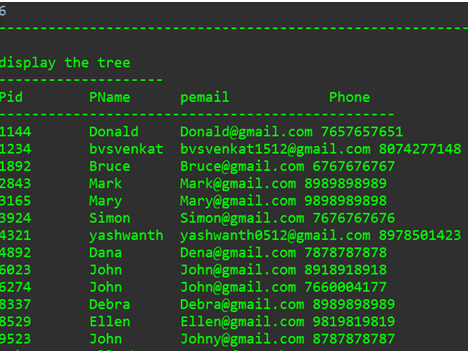 6
-----------------------------------------------------
display the tree
--------------------
Pid PName pemail Phone
------------------------------------------------
1144 Donald Donald@gmail.com 7657657651
1234 bvsvenkat bvsvenkat1512@gmail.com 8074277148
1892 Bruce Bruce@gmail.com 6767676767
2843 Mark Mark@gmail.com 8989898989
3165 Mary Mary@gmail.com 9898989898
3924 Simon Simon@gmail.com 7676767676
4321 yashwanth yashwanth0512@gmail.com 8978501423
4892 Dana Dena@gmail.com 7878787878
6023 John John@gmail.com 8918918918
6274 John John@gmail.com 7660004177
8337 Debra Debra@gmail.com 8989898989
8529 Ellen Ellen@gmail.com 9819819819
9523 John Johny@gmail.com 8787878787